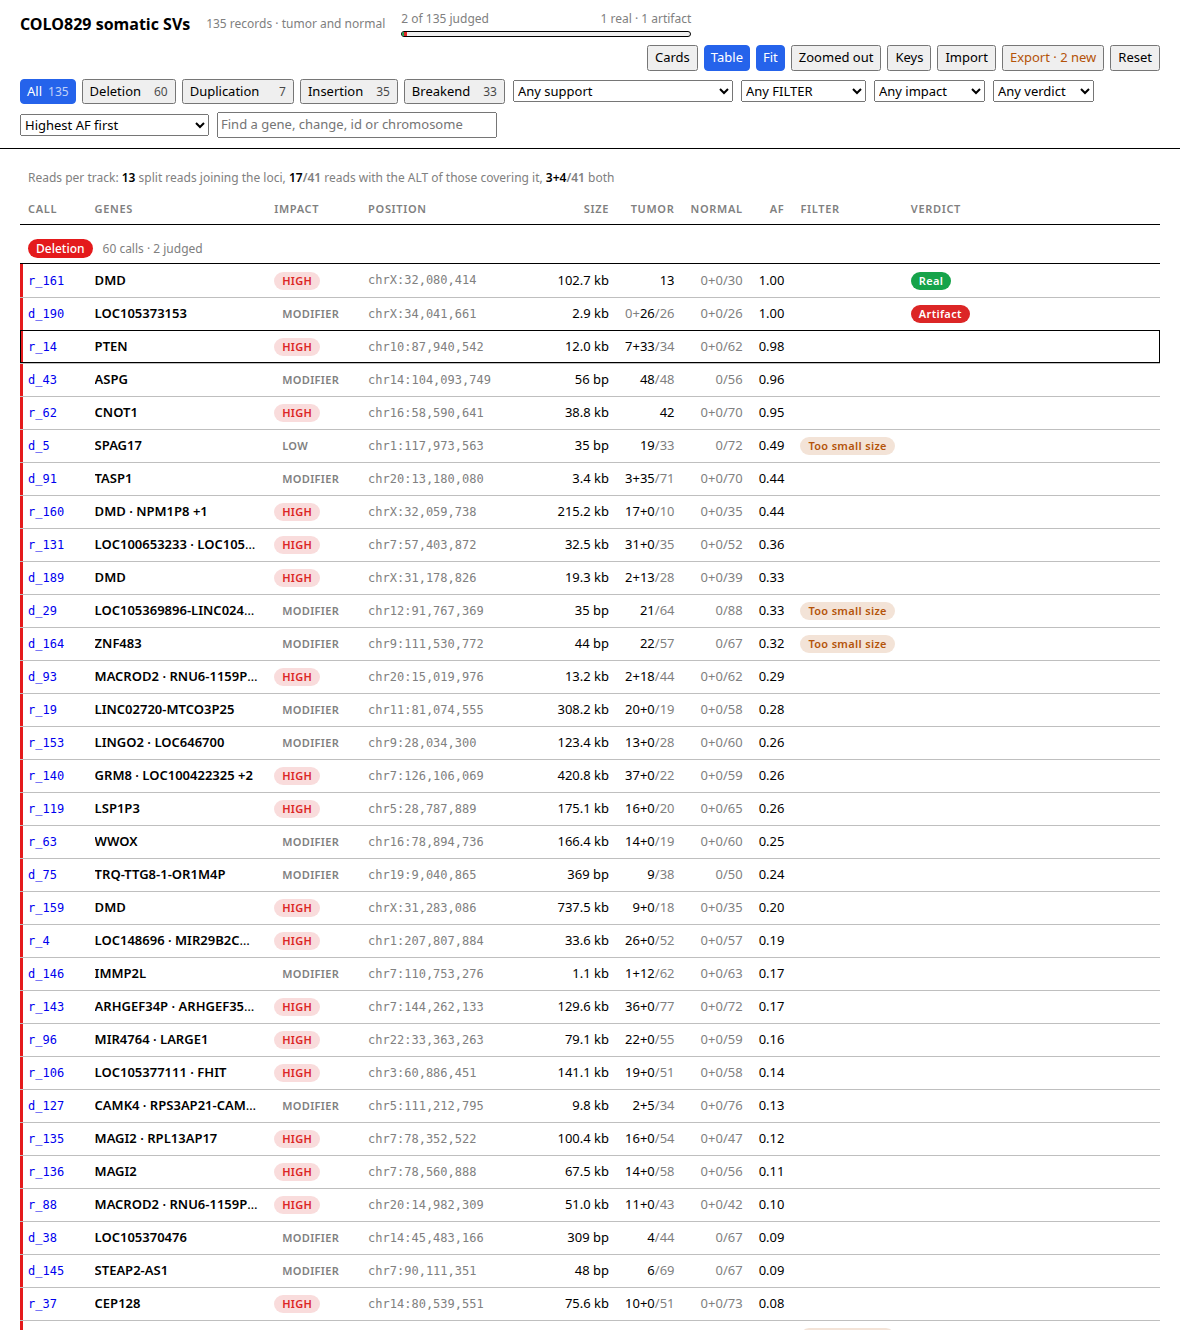 COLO829 somatic SVs 135 records · tumor and normal 2 of 135 judged 1 real · 1 artifact
Cards Table Fit Zoomed out Keys Import Export · 2 new Reset
All 135 Deletion 60 Duplication 7 Insertion 35 Breakend 33 Any support Any FILTER Any impact Any verdict
Highest AF first Find a gene, change, id or chromosome
Reads per track: 13 split reads joining the loci, 17/41 reads with the ALT of those covering it, 3+4/41 both
CALL GENES IMPACT POSITION SIZE TUMOR NORMAL AF FILTER VERDICT
Deletion 60 calls · 2 judged
r_161 DMD HIGH chrX:32,080,414 102.7 kb 13 0+0/30 1.00 Real
d_190 LOC105373153 MODIFIER chrX:34,041,661 2.9 kb 0+26/26 0+0/26 1.00 Artifact
r_14 PTEN HIGH chr10:87,940,542 12.0 kb 7+33/34 0+0/62 0.98
d_43 ASPG MODIFIER chr14:104,093,749 56 bp 48/48 0/56 0.96
r_62 CNOT1 HIGH chr16:58,590,641 38.8 kb 42 0+0/70 0.95
d_5 SPAG17 LOW chr1:117,973,563 35 bp 19/33 0/72 0.49 Too small size
d_91 TASP1 MODIFIER chr20:13,180,080 3.4 kb 3+35/71 0+0/70 0.44
r_160 DMD · NPM1P8 +1 HIGH chrX:32,059,738 215.2 kb 17+0/10 0+0/35 0.44
r_131 LOC100653233 · LOC105... HIGH chr7:57,403,872 32.5 kb 31+0/35 0+0/52 0.36
d_189 DMD HIGH chrX:31,178,826 19.3 kb 2+13/28 0+0/39 0.33
d_29 LOC105369896-LINC024... MODIFIER chr12:91,767,369 35 bp 21/64 0/88 0.33 Too small size
d_164 ZNF483 MODIFIER chr9:111,530,772 44 bp 22/57 0/67 0.32 Too small size
d_93 MACROD2 · RNU6-1159P... HIGH chr20:15,019,976 13.2 kb 2+18/44 0+0/62 0.29
r_19 LINC02720-MTCO3P25 MODIFIER chr11:81,074,555 308.2 kb 20+0/19 0+0/58 0.28
r_153 LINGO2 · LOC646700 MODIFIER chr9:28,034,300 123.4 kb 13+0/28 0+0/60 0.26
r_140 GRM8 · LOC100422325 +2 HIGH chr7:126,106,069 420.8 kb 37+0/22 0+0/59 0.26
r_119 LSP1P3 HIGH chr5:28,787,889 175.1 kb 16+0/20 0+0/65 0.26
r_63 WWOX MODIFIER chr16:78,894,736 166.4 kb 14+0/19 0+0/60 0.25
d_75 TRQ-TTG8-1-OR1M4P MODIFIER chr19:9,040,865 369 bp 9/38 0/50 0.24
r_159 DMD HIGH chrX:31,283,086 737.5 kb 9+0/18 0+0/35 0.20
r_4 LOC148696 · MIR29B2C... HIGH chr1:207,807,884 33.6 kb 26+0/52 0+0/57 0.19
d_146 IMMP2L MODIFIER chr7:110,753,276 1.1 kb 1+12/62 0+0/63 0.17
r_143 ARHGEF34P · ARHGEF35... HIGH chr7:144,262,133 129.6 kb 36+0/77 0+0/72 0.17
r_96 MIR4764 · LARGE1 HIGH chr22:33,363,263 79.1 kb 22+0/55 0+0/59 0.16
r_106 LOC105377111 · FHIT HIGH chr3:60,886,451 141.1 kb 19+0/51 0+0/58 0.14
d_127 CAMK4 · RPS3AP21-CAM... MODIFIER chr5:111,212,795 9.8 kb 2+5/34 0+0/76 0.13
r_135 MAGI2 · RPL13AP17 HIGH chr7:78,352,522 100.4 kb 16+0/54 0+0/47 0.12
r_136 MAGI2 HIGH chr7:78,560,888 67.5 kb 14+0/58 0+0/56 0.11
r_88 MACROD2 · RNU6-1159P... HIGH chr20:14,982,309 51.0 kb 11+0/43 0+0/42 0.10
d_38 LOC105370476 MODIFIER chr14:45,483,166 309 bp 4/44 0/67 0.09
d_145 STEAP2-AS1 MODIFIER chr7:90,111,351 48 bp 6/69 0/67 0.09
r_37 CEP128 HIGH chr14:80,539,551 75.6 kb 10+0/51 0+0/73 0.08